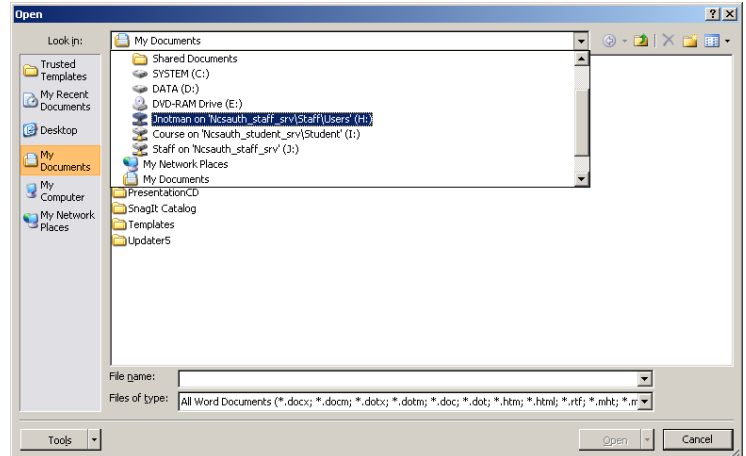 Open
Look in:
My Documents
Trusted
Templates
My Recent
Documents
Desktop
My
Documents
My
Computer
My Network
Places
Shared Documents
SYSTEM (C:)
DATA (D:)
DVD-RAM Drive (E:)
Jnotman on 'Ncsauth_staff_srv\Staff\Users' (H:)
Course on 'Ncsauth_student_srv\Student' (I:)
Staff on 'Ncsauth_staff_srv' (J:)
My Network Places
My Documents
PresentationCD
SnagIt Catalog
Templates
Updater5
File name:
Files of type:
All Word Documents (*.docx; *.docm; *.dotx; *.dotm; *.doc; *.dot; *.htm; *.html; *.rtf; *.mht; *.m
Tools
Open
Cancel